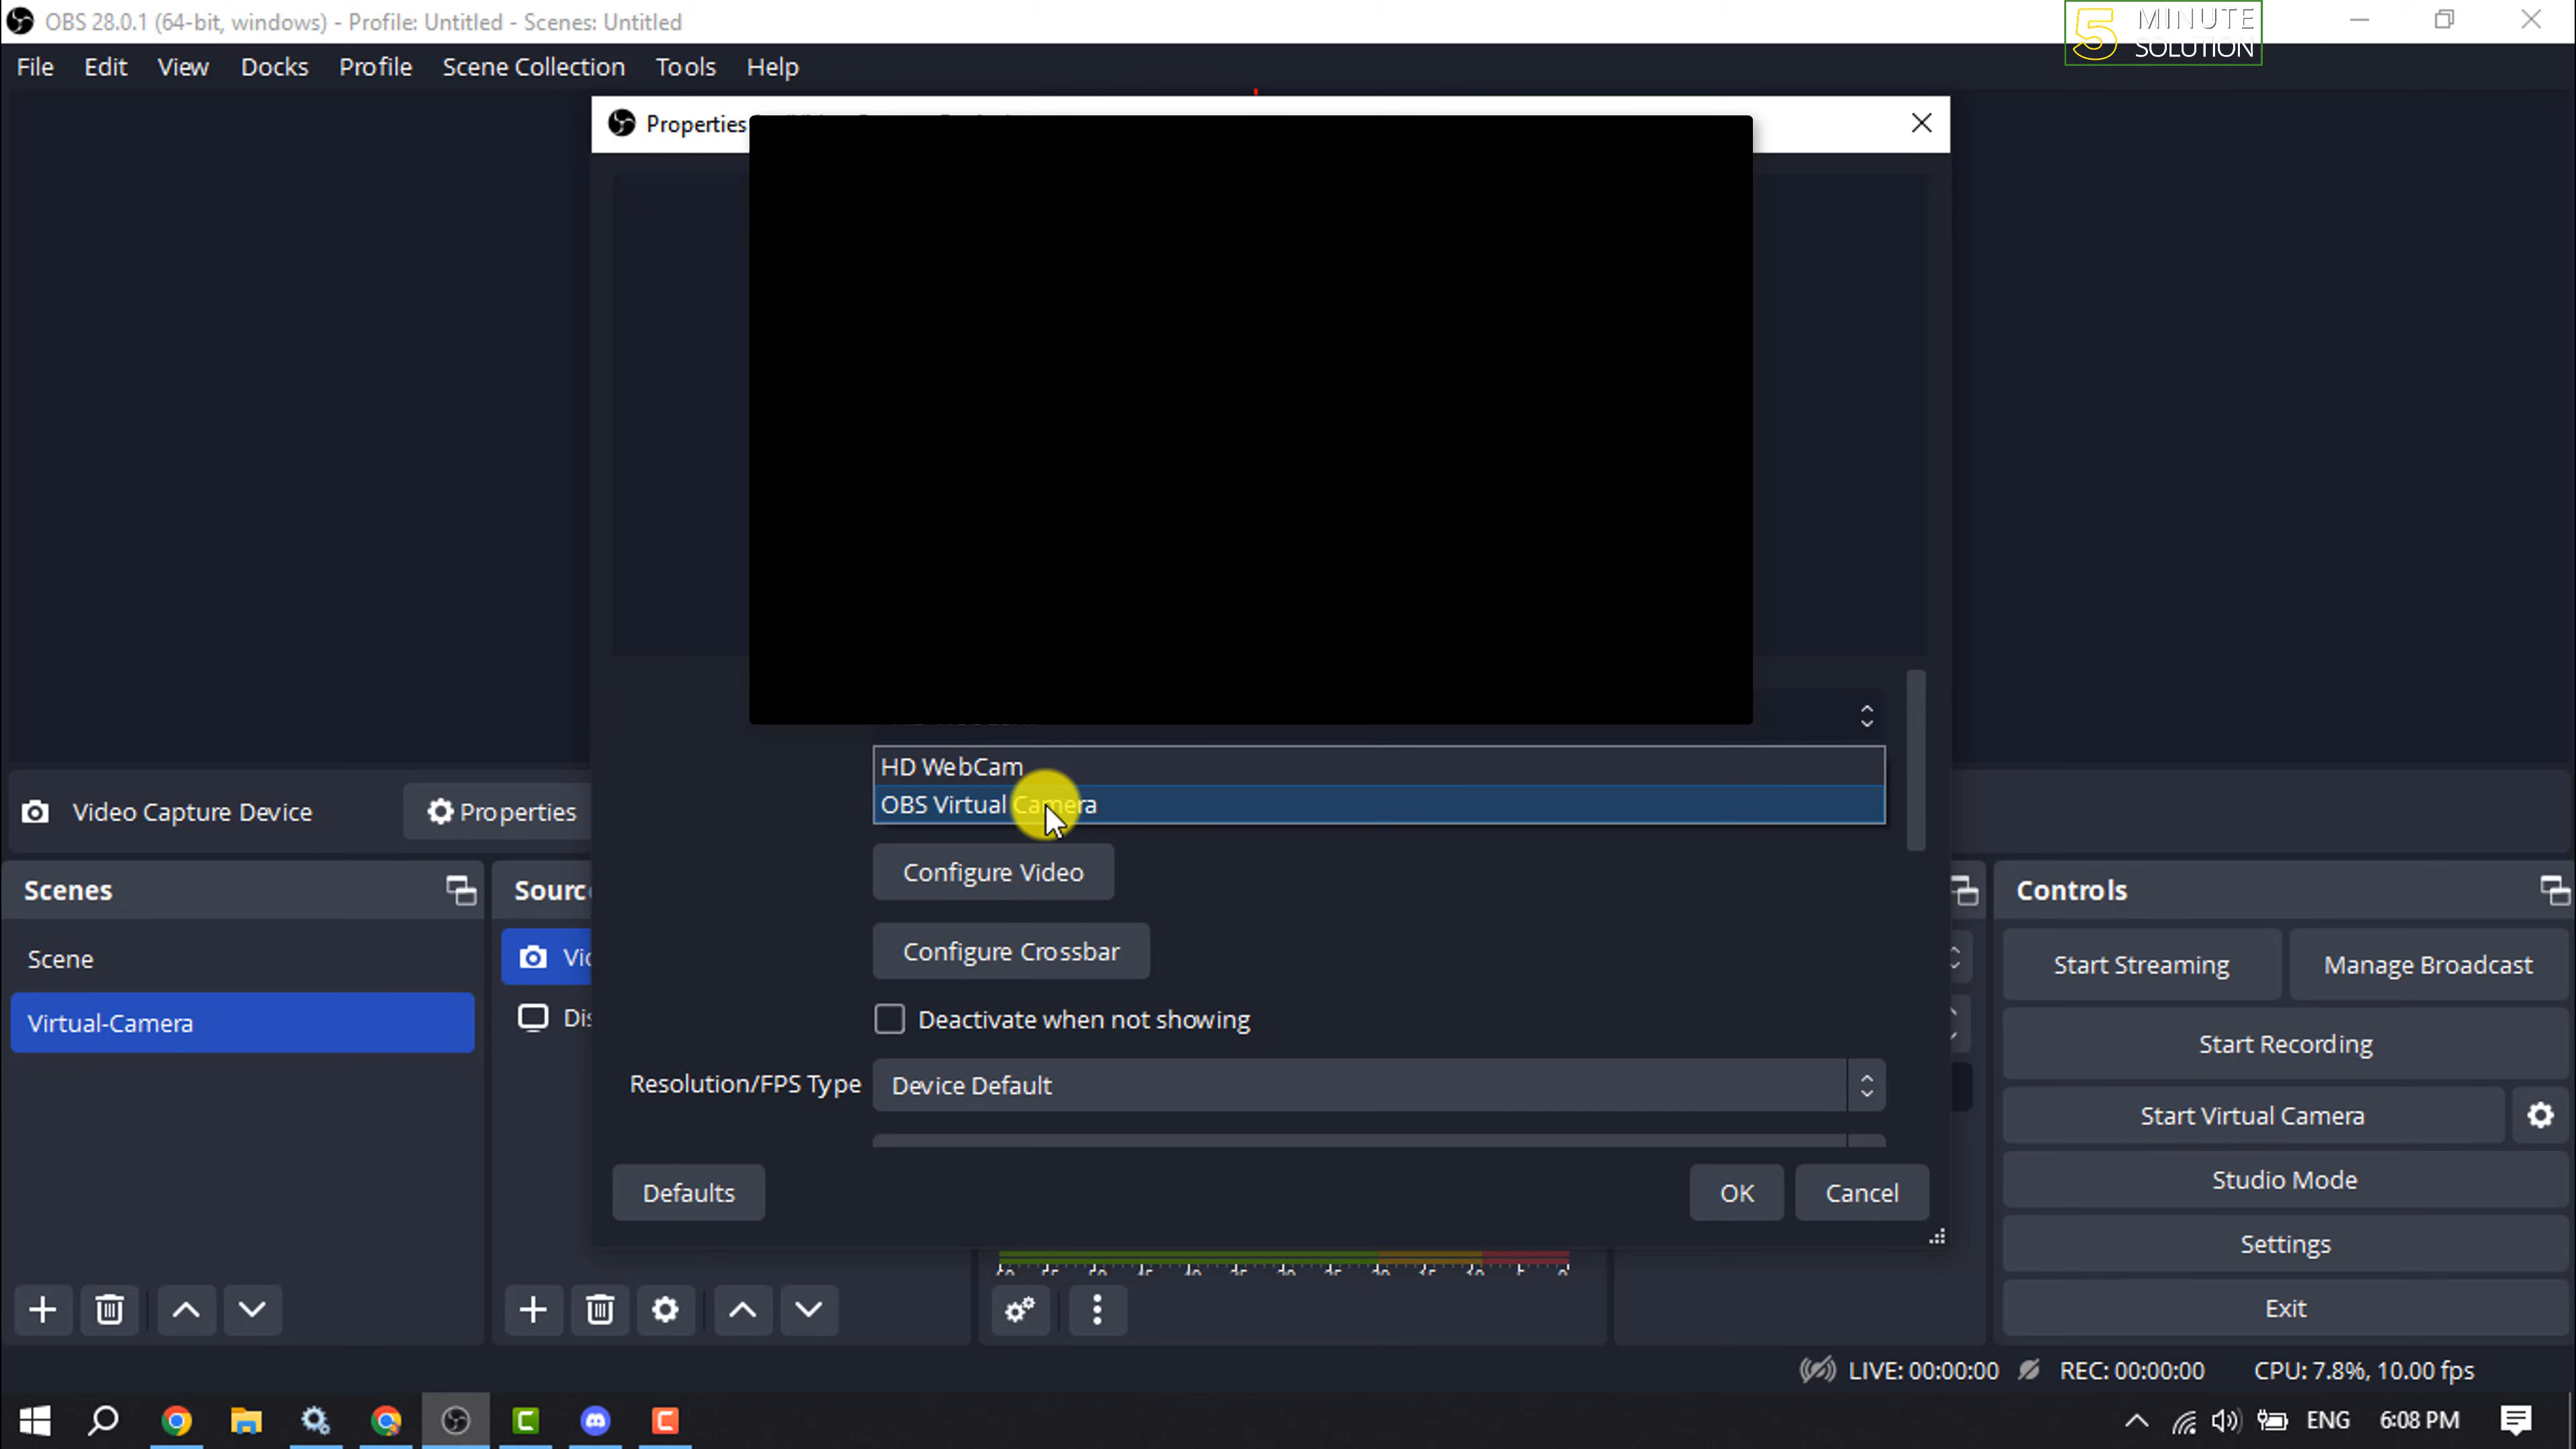 OBS 28.0.1 (64-bit, windows) - Profile: Untitled - Scenes: Untitled
5 MINUTE
SOLUTION
File Edit View Docks Profile Scene Collection Tools Help
Properties
HD WebCam
OBS Virtual Camera
Video Capture Device
Properties
Configure Video
Configure Crossbar
Deactivate when not showing
Resolution/FPS Type
Device Default
Defaults
OK
Cancel
Scenes
Scene
Virtual-Camera
Controls
Start Streaming
Manage Broadcast
Start Recording
Start Virtual Camera
Studio Mode
Settings
Exit
LIVE: 00:00:00
REC: 00:00:00
CPU: 7.8%, 10.00 fps
ENG
6:08 PM